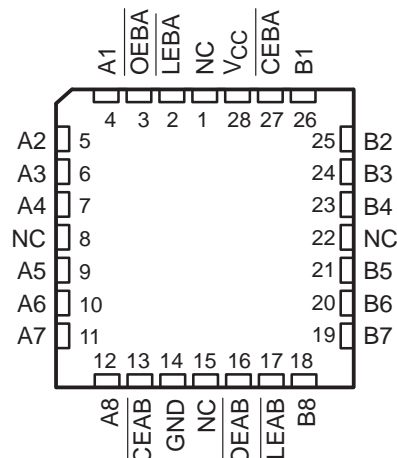 A1 OEBA LEBA NC VCC CEBA B1
4 3 2 1 28 27 26
A2 5 25 B2
A3 6 24 B3
A4 7 23 B4
NC 8 22 NC
A5 9 21 B5
A6 10 20 B6
A7 11 19 B7
12 13 14 15 16 17 18
A8 CEAB GND NC OEAB LEAB B8